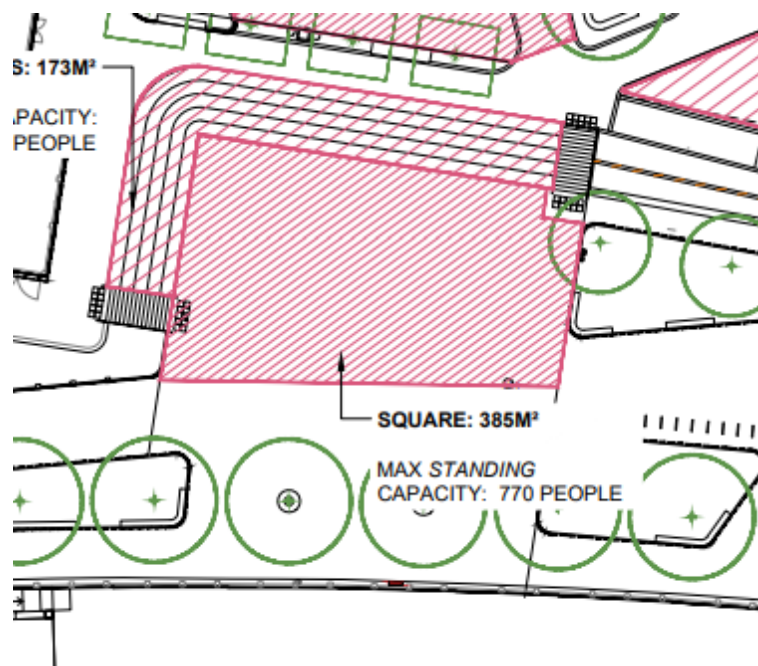 S: 173M²
APACITY:
PEOPLE
SQUARE: 385M²
MAX STANDING
CAPACITY: 770 PEOPLE